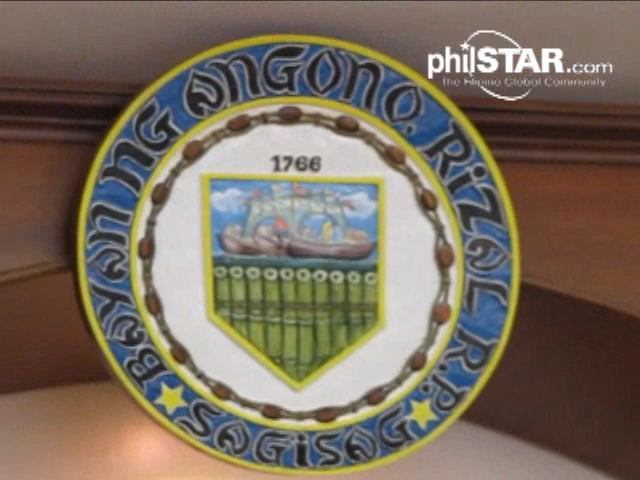 philSTAR.com
The Filipino Global Community
BAYAN NG ANGONO, RIZAL R.P.
1766
SAGISAG